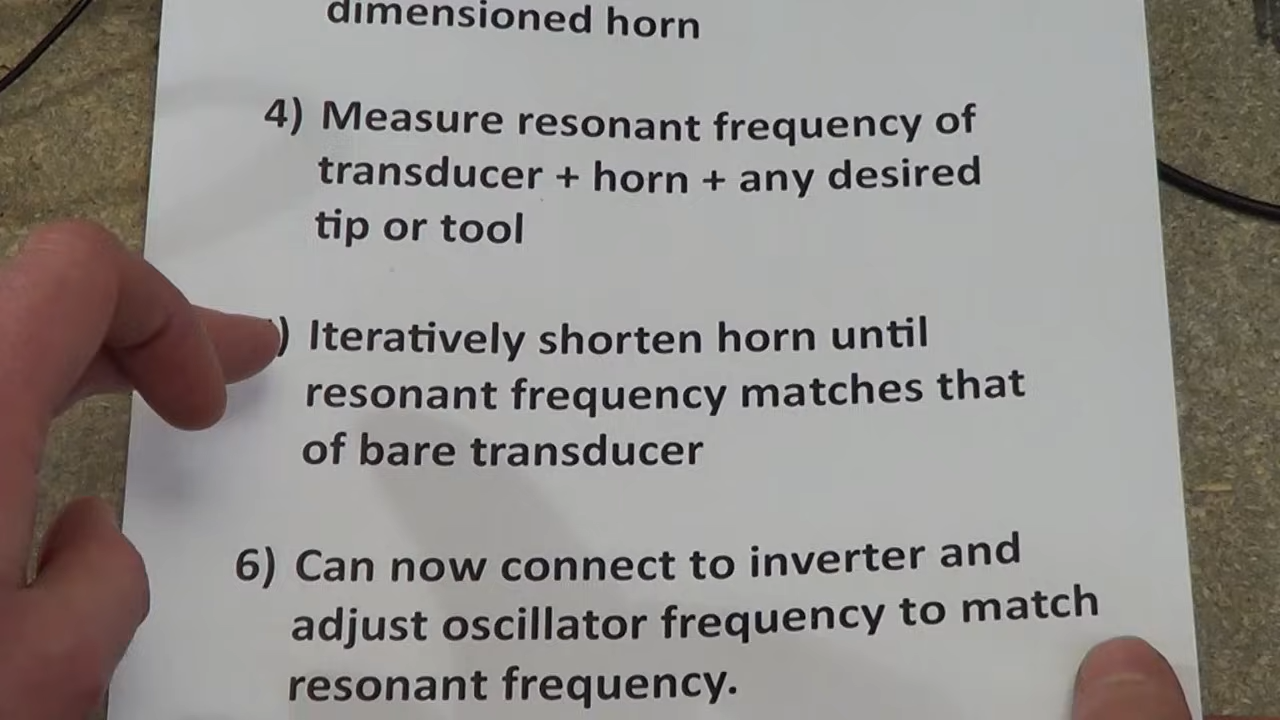 dimensioned horn
4) Measure resonant frequency of
transducer + horn + any desired
tip or tool
) Iteratively shorten horn until
resonant frequency matches that
of bare transducer
6) Can now connect to inverter and
adjust oscillator frequency to match
resonant frequency.